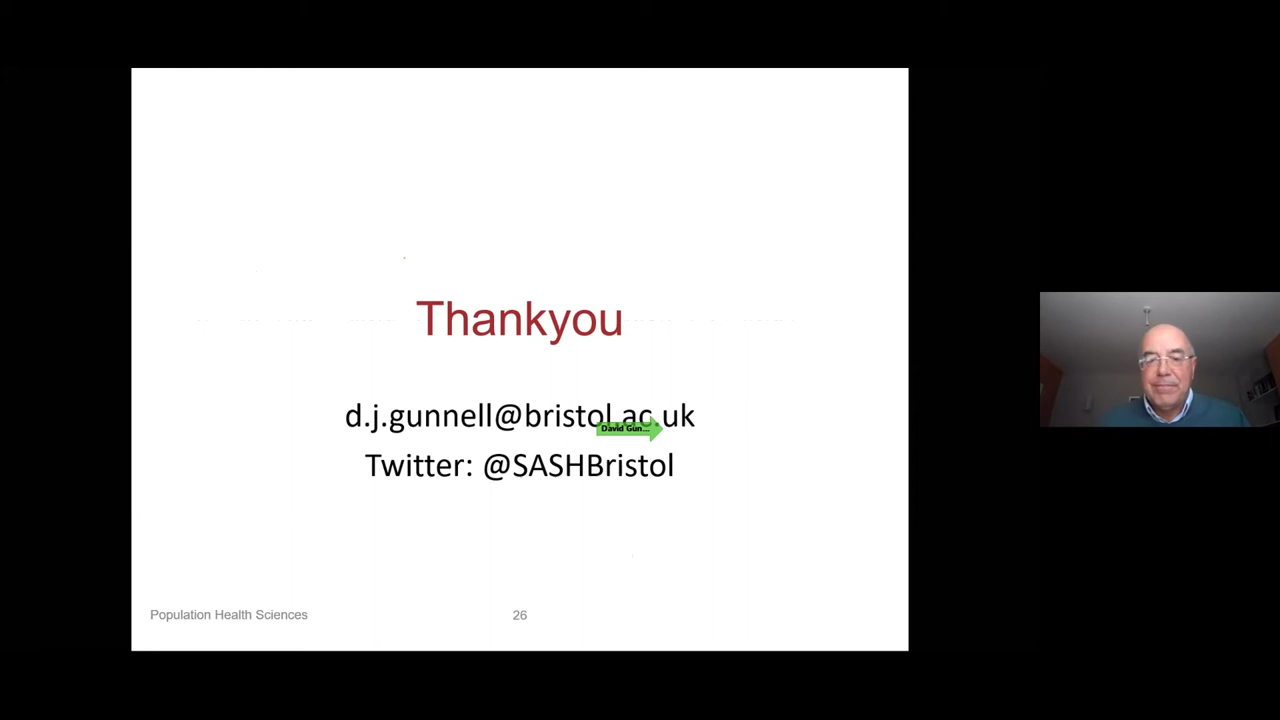 Thankyou
d.j.gunnell@bristol.ac.uk
David Gun...
Twitter: @SASHBristol
Population Health Sciences
26